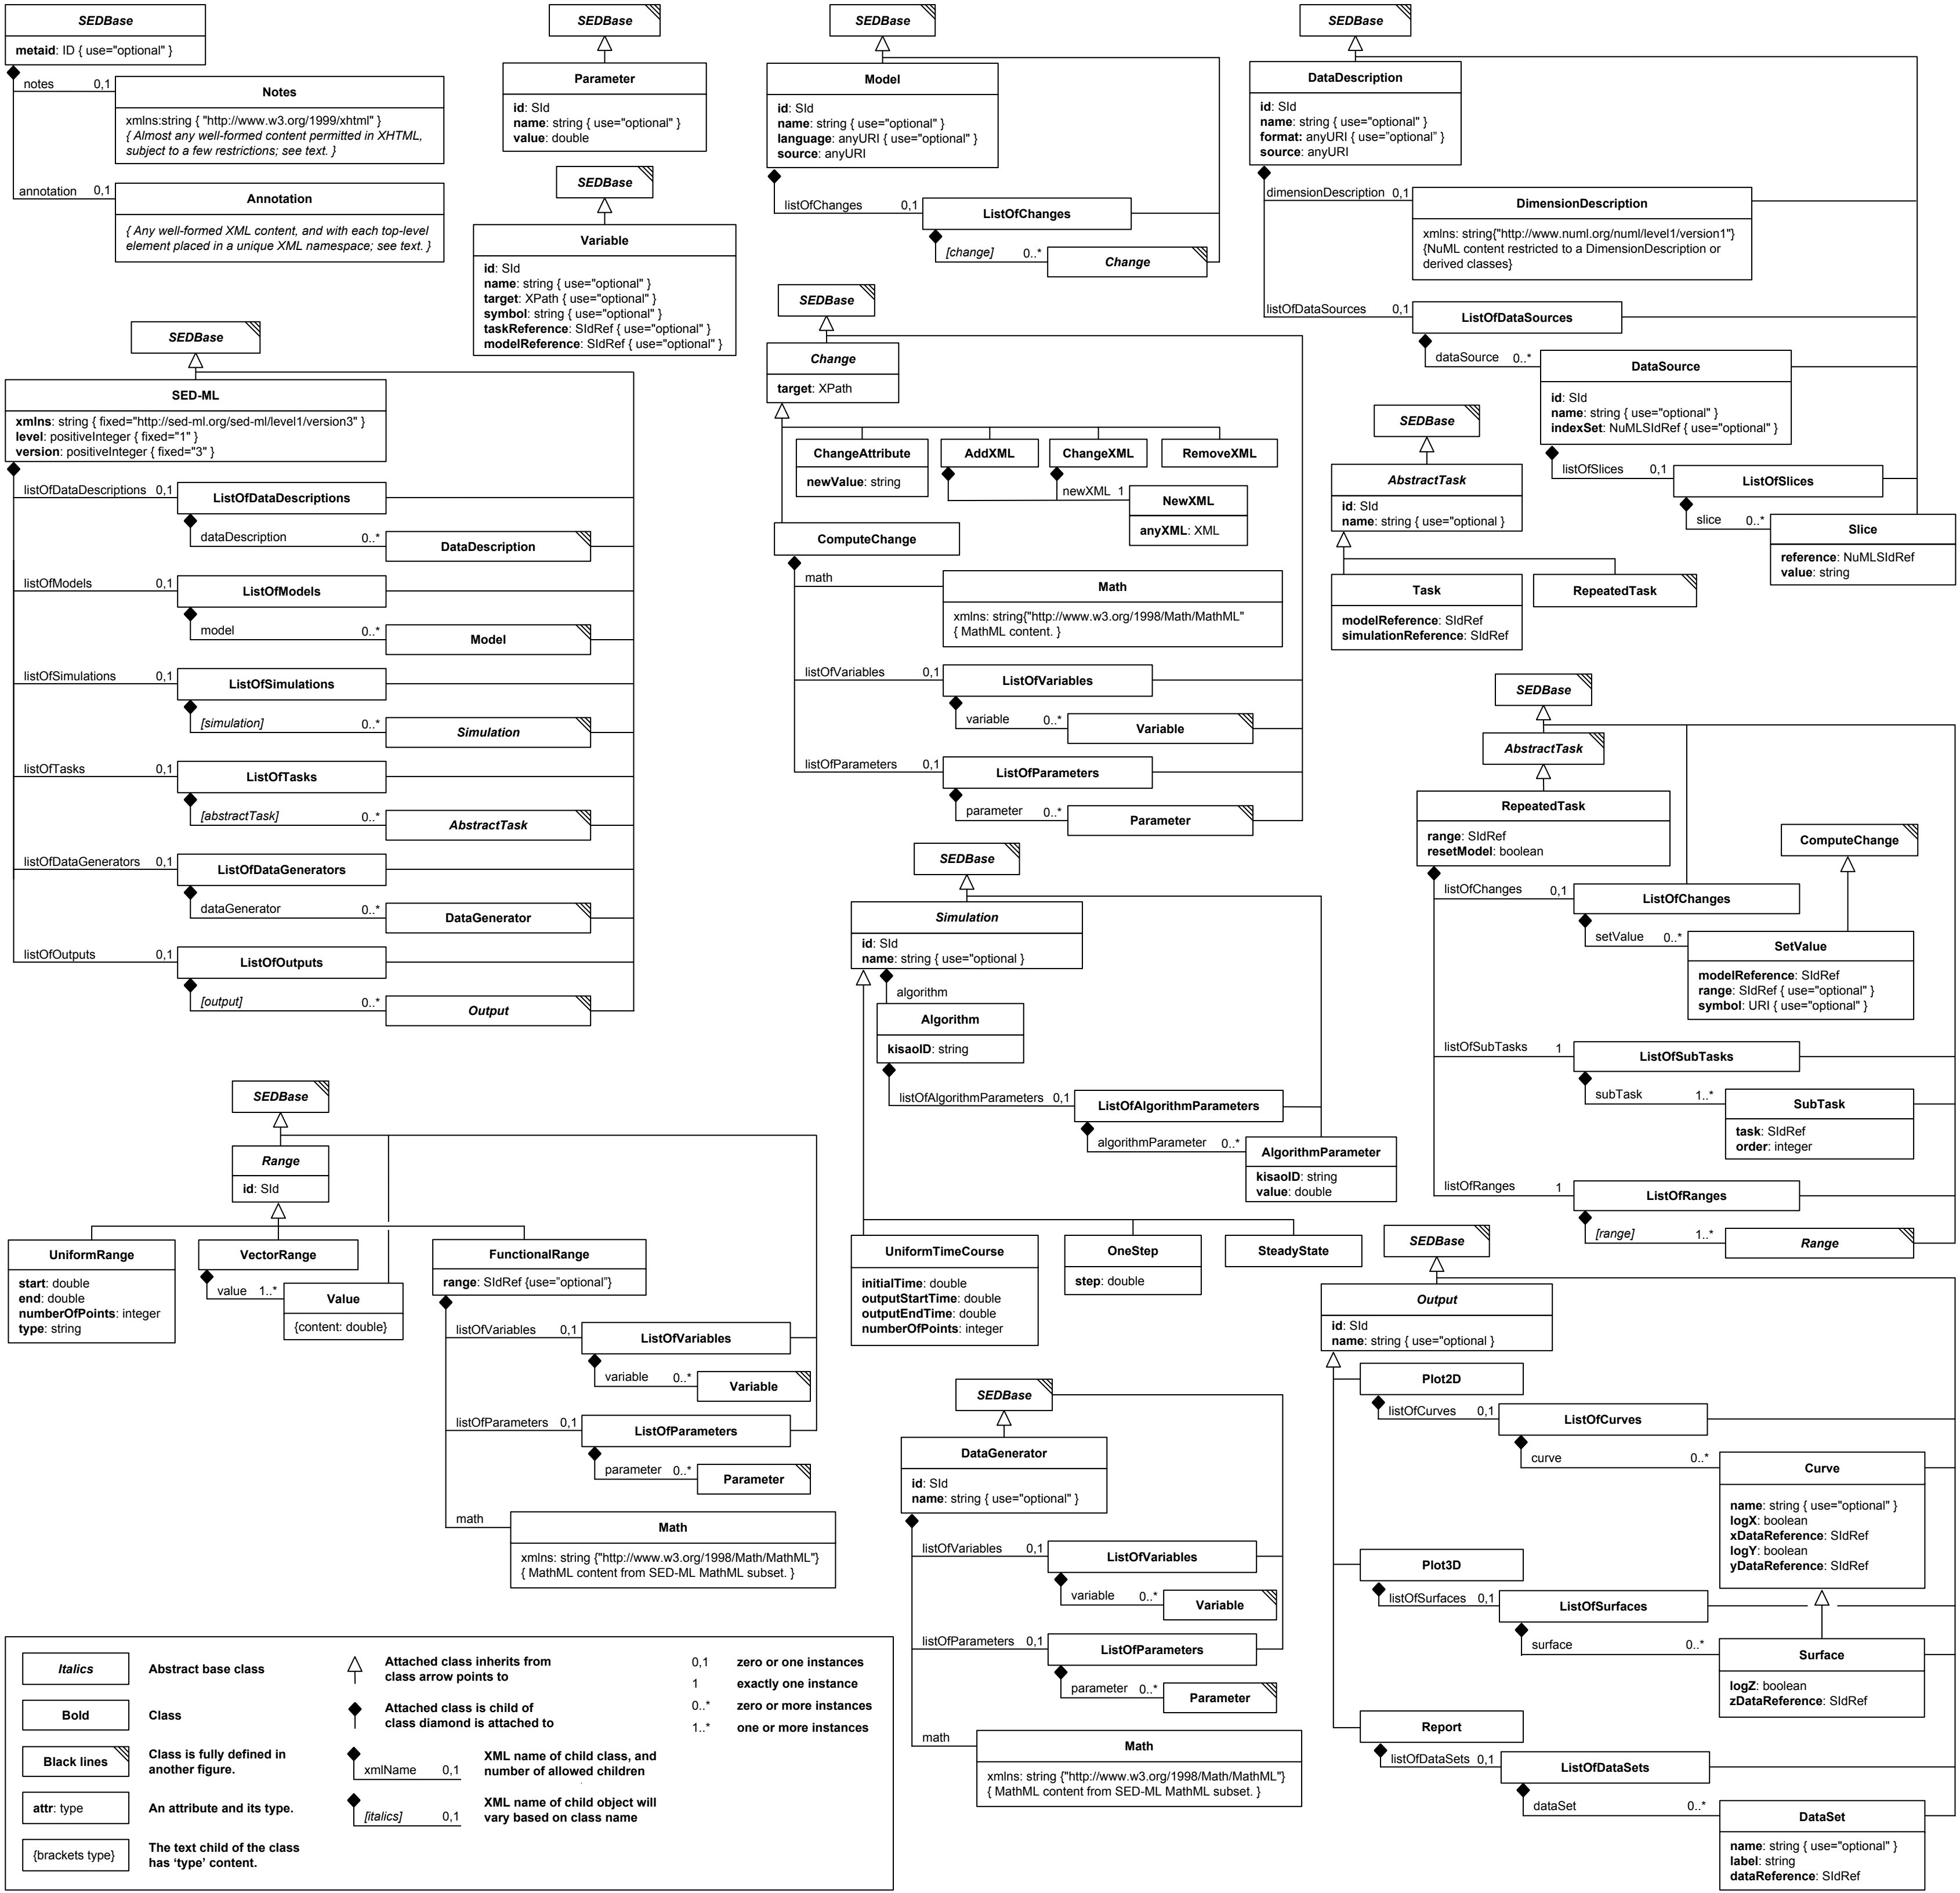 SEDBase
metaid: ID { use="optional" }
notes 0,1
Notes
xmlns:string { "http://www.w3.org/1999/xhtml" }
{ Almost any well-formed content permitted in XHTML,
subject to a few restrictions; see text. }
annotation 0,1
Annotation
{ Any well-formed XML content, and with each top-level
element placed in a unique XML namespace; see text. }
SEDBase
Parameter
id: SId
name: string { use="optional" }
value: double
SEDBase
Variable
id: SId
name: string { use="optional" }
target: XPath { use="optional" }
symbol: string { use="optional" }
taskReference: SIdRef { use="optional" }
modelReference: SIdRef { use="optional" }
SEDBase
Model
id: SId
name: string { use="optional" }
language: anyURI { use="optional" }
source: anyURI
listOfChanges 0,1
ListOfChanges
[change] 0..*
Change
SEDBase
DataDescription
id: SId
name: string { use="optional" }
format: anyURI { use="optional" }
source: anyURI
dimensionDescription 0,1
DimensionDescription
xmlns: string{"http://www.numl.org/numl/level1/version1"}
{NuML content restricted to a DimensionDescription or
derived classes}
listOfDataSources 0,1
ListOfDataSources
dataSource 0..*
DataSource
id: SId
name: string { use="optional" }
indexSet: NuMLSIdRef { use="optional" }
listOfSlices 0,1
ListOfSlices
slice 0..*
Slice
reference: NuMLSIdRef
value: string
SEDBase
SED-ML
xmlns: string { fixed="http://sed-ml.org/sed-ml/level1/version3" }
level: positiveInteger { fixed="1" }
version: positiveInteger { fixed="3" }
listOfDataDescriptions 0,1
ListOfDataDescriptions
dataDescription 0..*
DataDescription
listOfModels 0,1
ListOfModels
model 0..*
Model
listOfSimulations 0,1
ListOfSimulations
[simulation] 0..*
Simulation
listOfTasks 0,1
ListOfTasks
[abstractTask] 0..*
AbstractTask
listOfDataGenerators 0,1
ListOfDataGenerators
dataGenerator 0..*
DataGenerator
listOfOutputs 0,1
ListOfOutputs
[output] 0..*
Output
SEDBase
Change
target: XPath
ChangeAttribute
newValue: string
AddXML
ChangeXML
RemoveXML
newXML 1
NewXML
anyXML: XML
ComputeChange
math
Math
xmlns: string{"http://www.w3.org/1998/Math/MathML"
{ MathML content. }
listOfVariables 0,1
ListOfVariables
variable 0..*
Variable
listOfParameters 0,1
ListOfParameters
parameter 0..*
Parameter
SEDBase
AbstractTask
id: SId
name: string { use="optional }
Task
modelReference: SIdRef
simulationReference: SIdRef
RepeatedTask
SEDBase
AbstractTask
RepeatedTask
range: SIdRef
resetModel: boolean
ComputeChange
listOfChanges 0,1
ListOfChanges
setValue 0..*
SetValue
modelReference: SIdRef
range: SIdRef { use="optional" }
symbol: URI { use="optional" }
listOfSubTasks 1
ListOfSubTasks
subTask 1..*
SubTask
task: SIdRef
order: integer
listOfRanges 1
ListOfRanges
[range] 1..*
Range
SEDBase
Simulation
id: SId
name: string { use="optional }
algorithm
Algorithm
kisaoID: string
listOfAlgorithmParameters 0,1
ListOfAlgorithmParameters
algorithmParameter 0..*
AlgorithmParameter
kisaoID: string
value: double
UniformTimeCourse
initialTime: double
outputStartTime: double
outputEndTime: double
numberOfPoints: integer
OneStep
step: double
SteadyState
SEDBase
Range
id: SId
UniformRange
start: double
end: double
numberOfPoints: integer
type: string
VectorRange
value 1..*
Value
{content: double}
FunctionalRange
range: SIdRef {use="optional"}
listOfVariables 0,1
ListOfVariables
variable 0..*
Variable
listOfParameters 0,1
ListOfParameters
parameter 0..*
Parameter
math
Math
xmlns: string {"http://www.w3.org/1998/Math/MathML"}
{ MathML content from SED-ML MathML subset. }
SEDBase
DataGenerator
id: SId
name: string { use="optional" }
listOfVariables 0,1
ListOfVariables
variable 0..*
Variable
listOfParameters 0,1
ListOfParameters
parameter 0..*
Parameter
math
Math
xmlns: string {"http://www.w3.org/1998/Math/MathML"}
{ MathML content from SED-ML MathML subset. }
SEDBase
Output
id: SId
name: string { use="optional }
Plot2D
listOfCurves 0,1
ListOfCurves
curve 0..*
Curve
name: string { use="optional" }
logX: boolean
xDataReference: SIdRef
logY: boolean
yDataReference: SIdRef
Plot3D
listOfSurfaces 0,1
ListOfSurfaces
surface 0..*
Surface
logZ: boolean
zDataReference: SIdRef
Report
listOfDataSets 0,1
ListOfDataSets
dataSet 0..*
DataSet
name: string { use="optional" }
label: string
dataReference: SIdRef
Italics
Abstract base class
Bold
Class
Black lines
Class is fully defined in
another figure.
attr: type
An attribute and its type.
{brackets type}
The text child of the class
has ‘type’ content.
Attached class inherits from
class arrow points to
Attached class is child of
class diamond is attached to
xmlName 0,1
XML name of child class, and
number of allowed children
[italics] 0,1
XML name of child object will
vary based on class name
0,1 zero or one instances
1 exactly one instance
0..* zero or more instances
1..* one or more instances